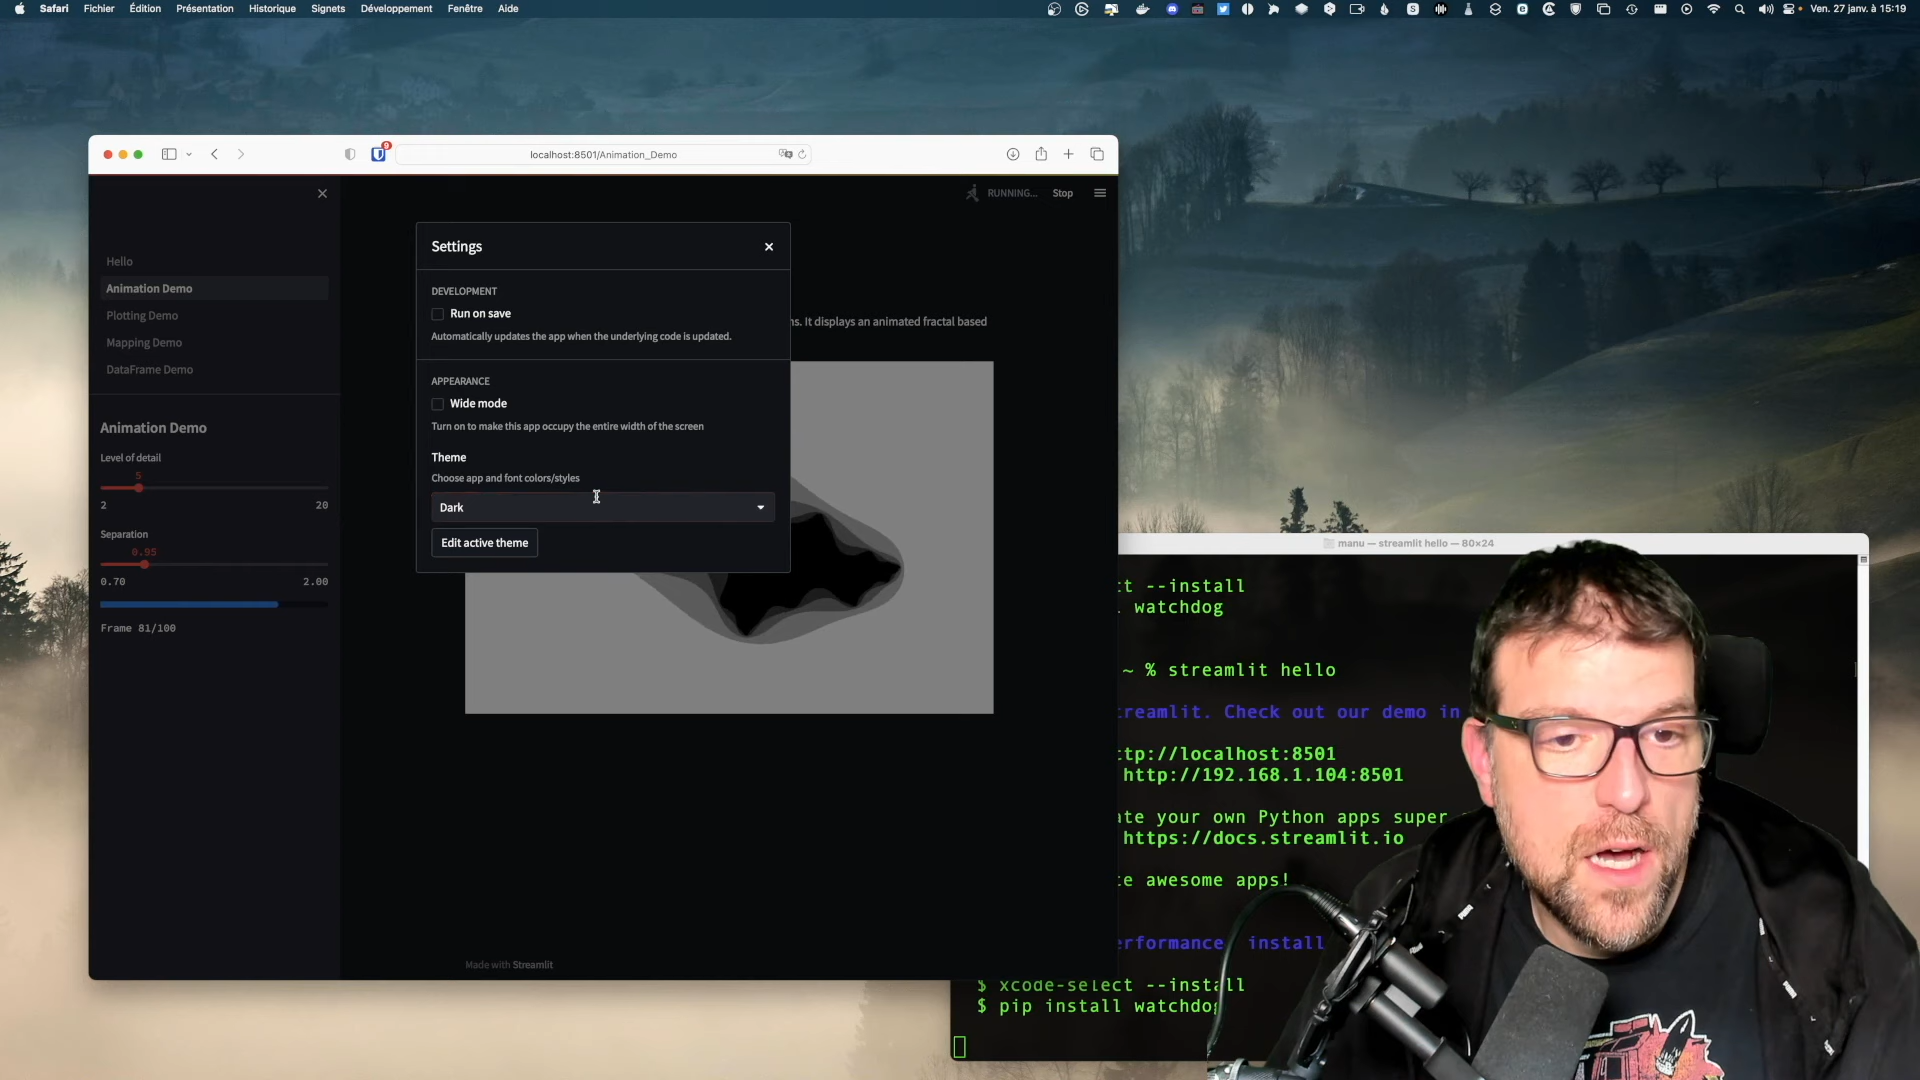 Safari Fichier Édition Présentation Historique Signets Développement Fenêtre Aide
Ven. 27 janv. à 15:19
localhost:8501/Animation_Demo
9
RUNNING... Stop
Hello
Animation Demo
Plotting Demo
Mapping Demo
DataFrame Demo
Animation Demo
Level of detail
5
2 20
Separation
0.95
0.70 2.00
Frame 81/100
Settings
DEVELOPMENT
Run on save
Automatically updates the app when the underlying code is updated.
APPEARANCE
Wide mode
Turn on to make this app occupy the entire width of the screen
Theme
Choose app and font colors/styles
Dark
Edit active theme
ns. It displays an animated fractal based
Made with Streamlit
manu — streamlit hello — 80×24
--install
watchdog
~ % streamlit hello
reamlit. Check out our demo in
tp://localhost:8501
http://192.168.1.104:8501
ate your own Python apps super
https://docs.streamlit.io
te awesome apps!
erformance install
$ xcode-select --install
$ pip install watchdog